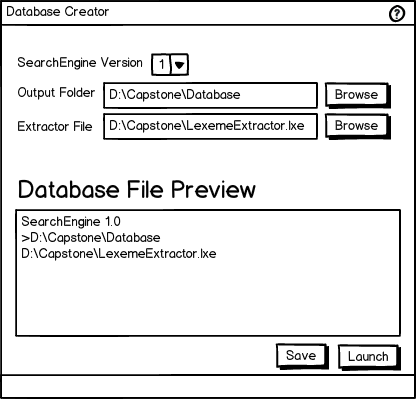 Database Creator ?
SearchEngine Version 1
Output Folder D:\Capstone\Database Browse
Extractor File D:\Capstone\LexemeExtractor.lxe Browse
Database File Preview
SearchEngine 1.0
>D:\Capstone\Database
D:\Capstone\LexemeExtractor.lxe
Save Launch